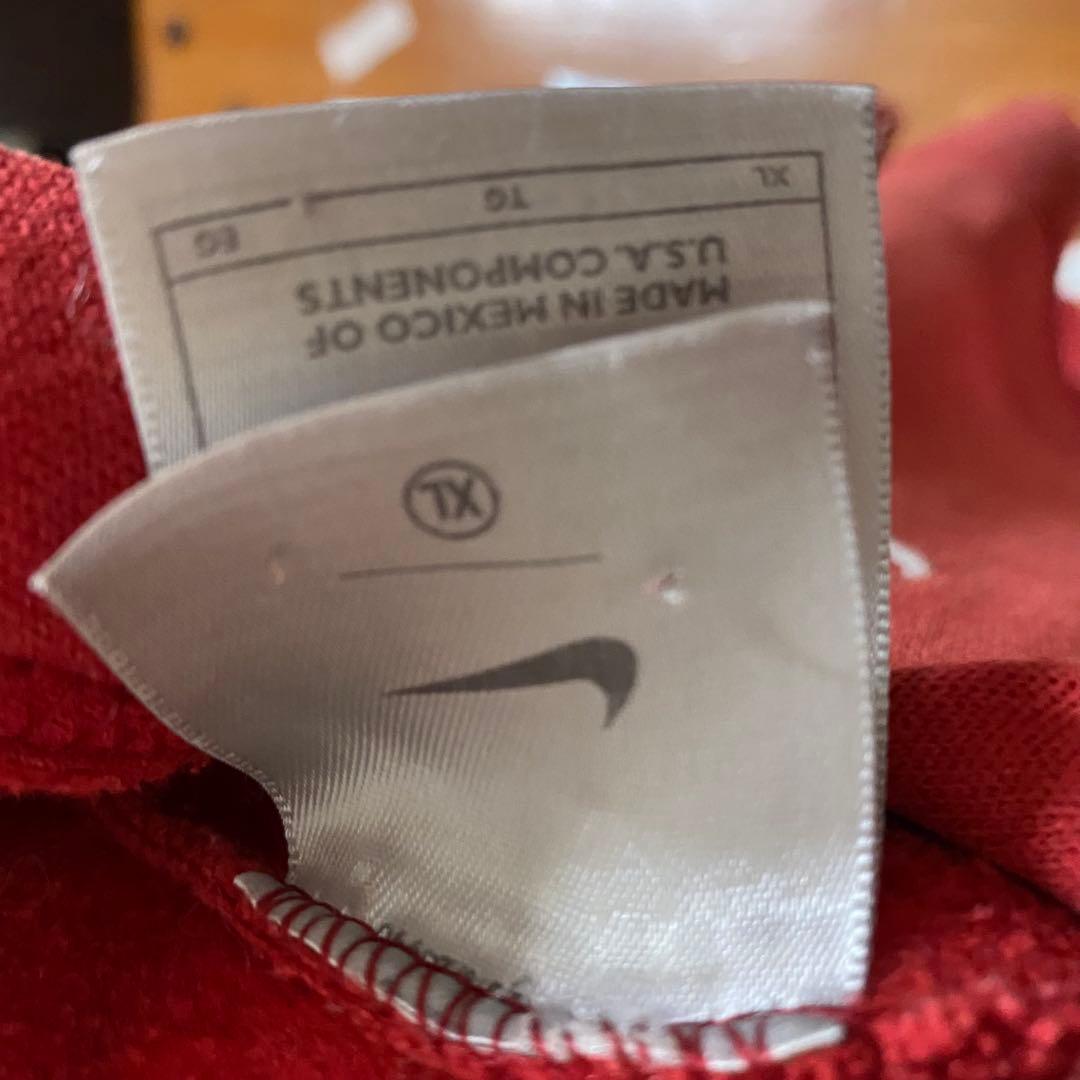 XL
MADE IN MEXICO OF
U.S.A. COMPONENTS
XL TG EG